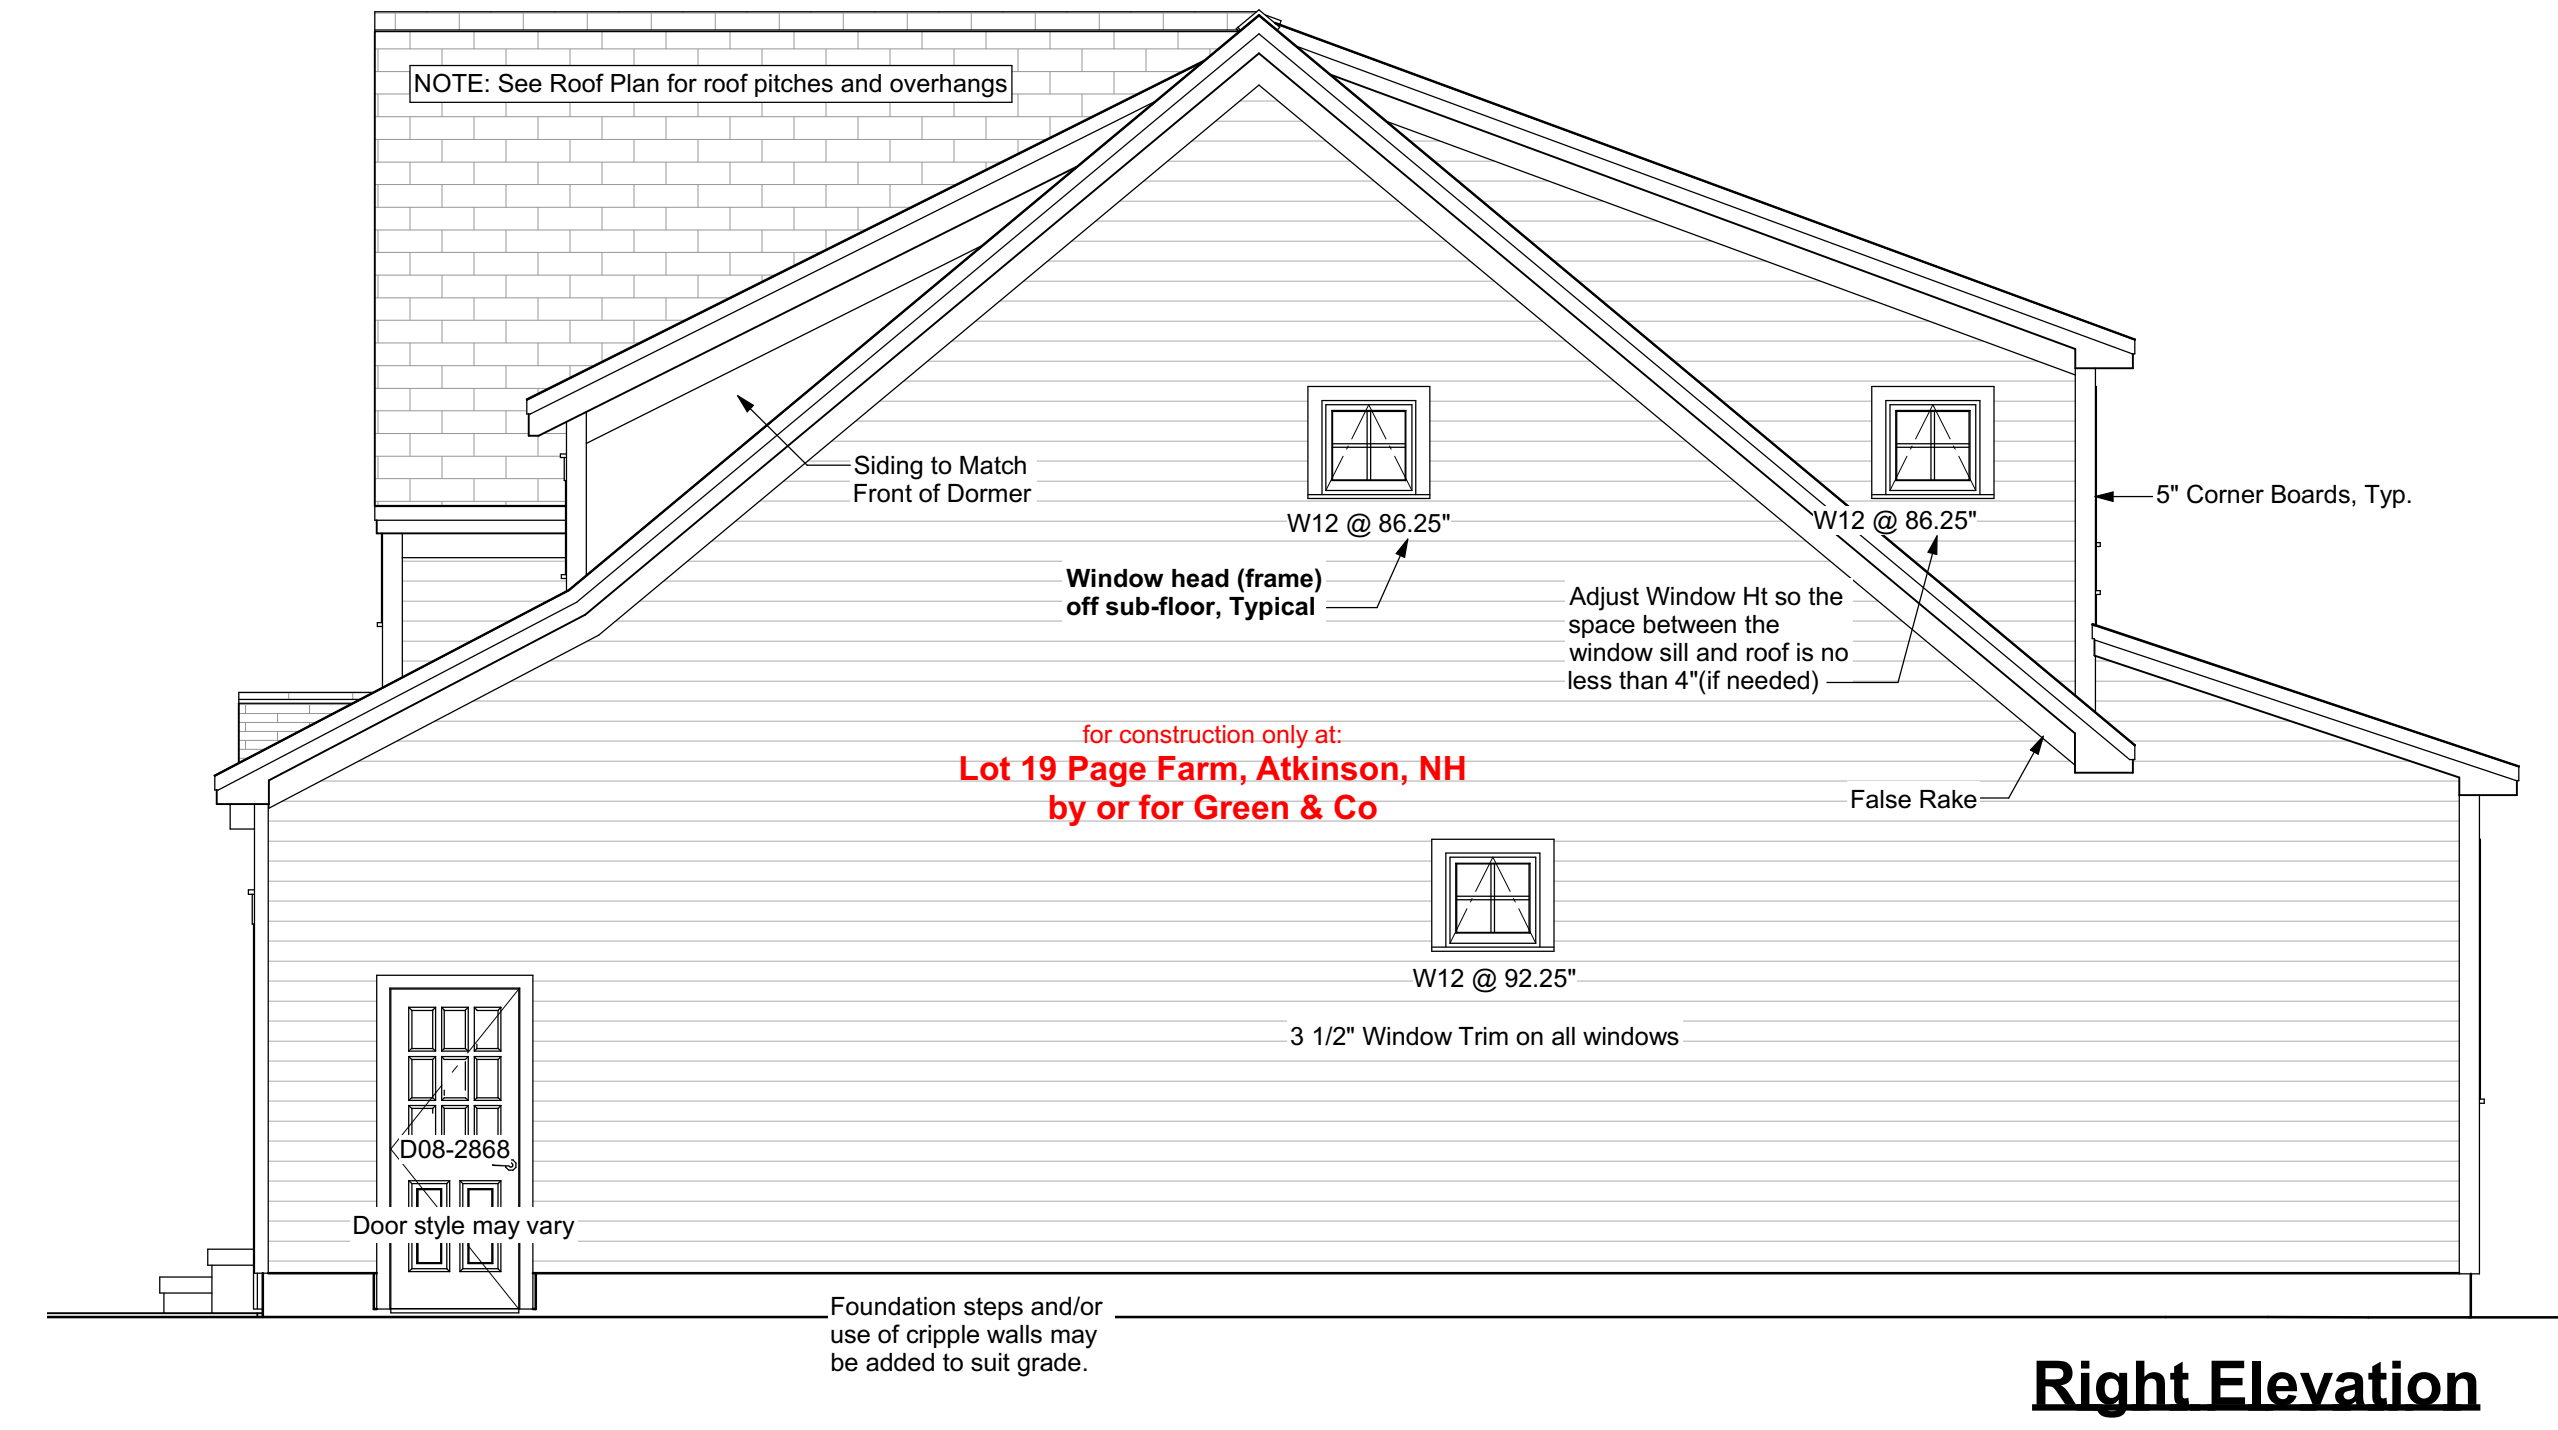 NOTE: See Roof Plan for roof pitches and overhangs
Siding to Match
Front of Dormer
W12 @ 86.25"
W12 @ 86.25"
5" Corner Boards, Typ.
Window head (frame)
off sub-floor, Typical
Adjust Window Ht so the
space between the
window sill and roof is no
less than 4"(if needed)
for construction only at:
Lot 19 Page Farm, Atkinson, NH
by or for Green & Co
False Rake
W12 @ 92.25"
3 1/2" Window Trim on all windows
D08-2868
Door style may vary
Foundation steps and/or
use of cripple walls may
be added to suit grade.
Right Elevation